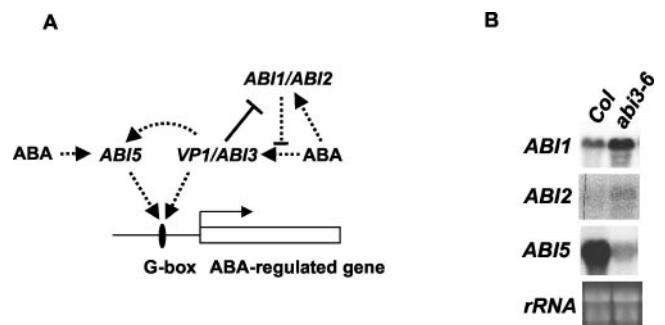 A
ABI1/ABI2
ABA
ABI5
VP1/ABI3
ABA
G-box
ABA-regulated gene
B
Col
abi3-6
ABI1
ABI2
ABI5
rRNA